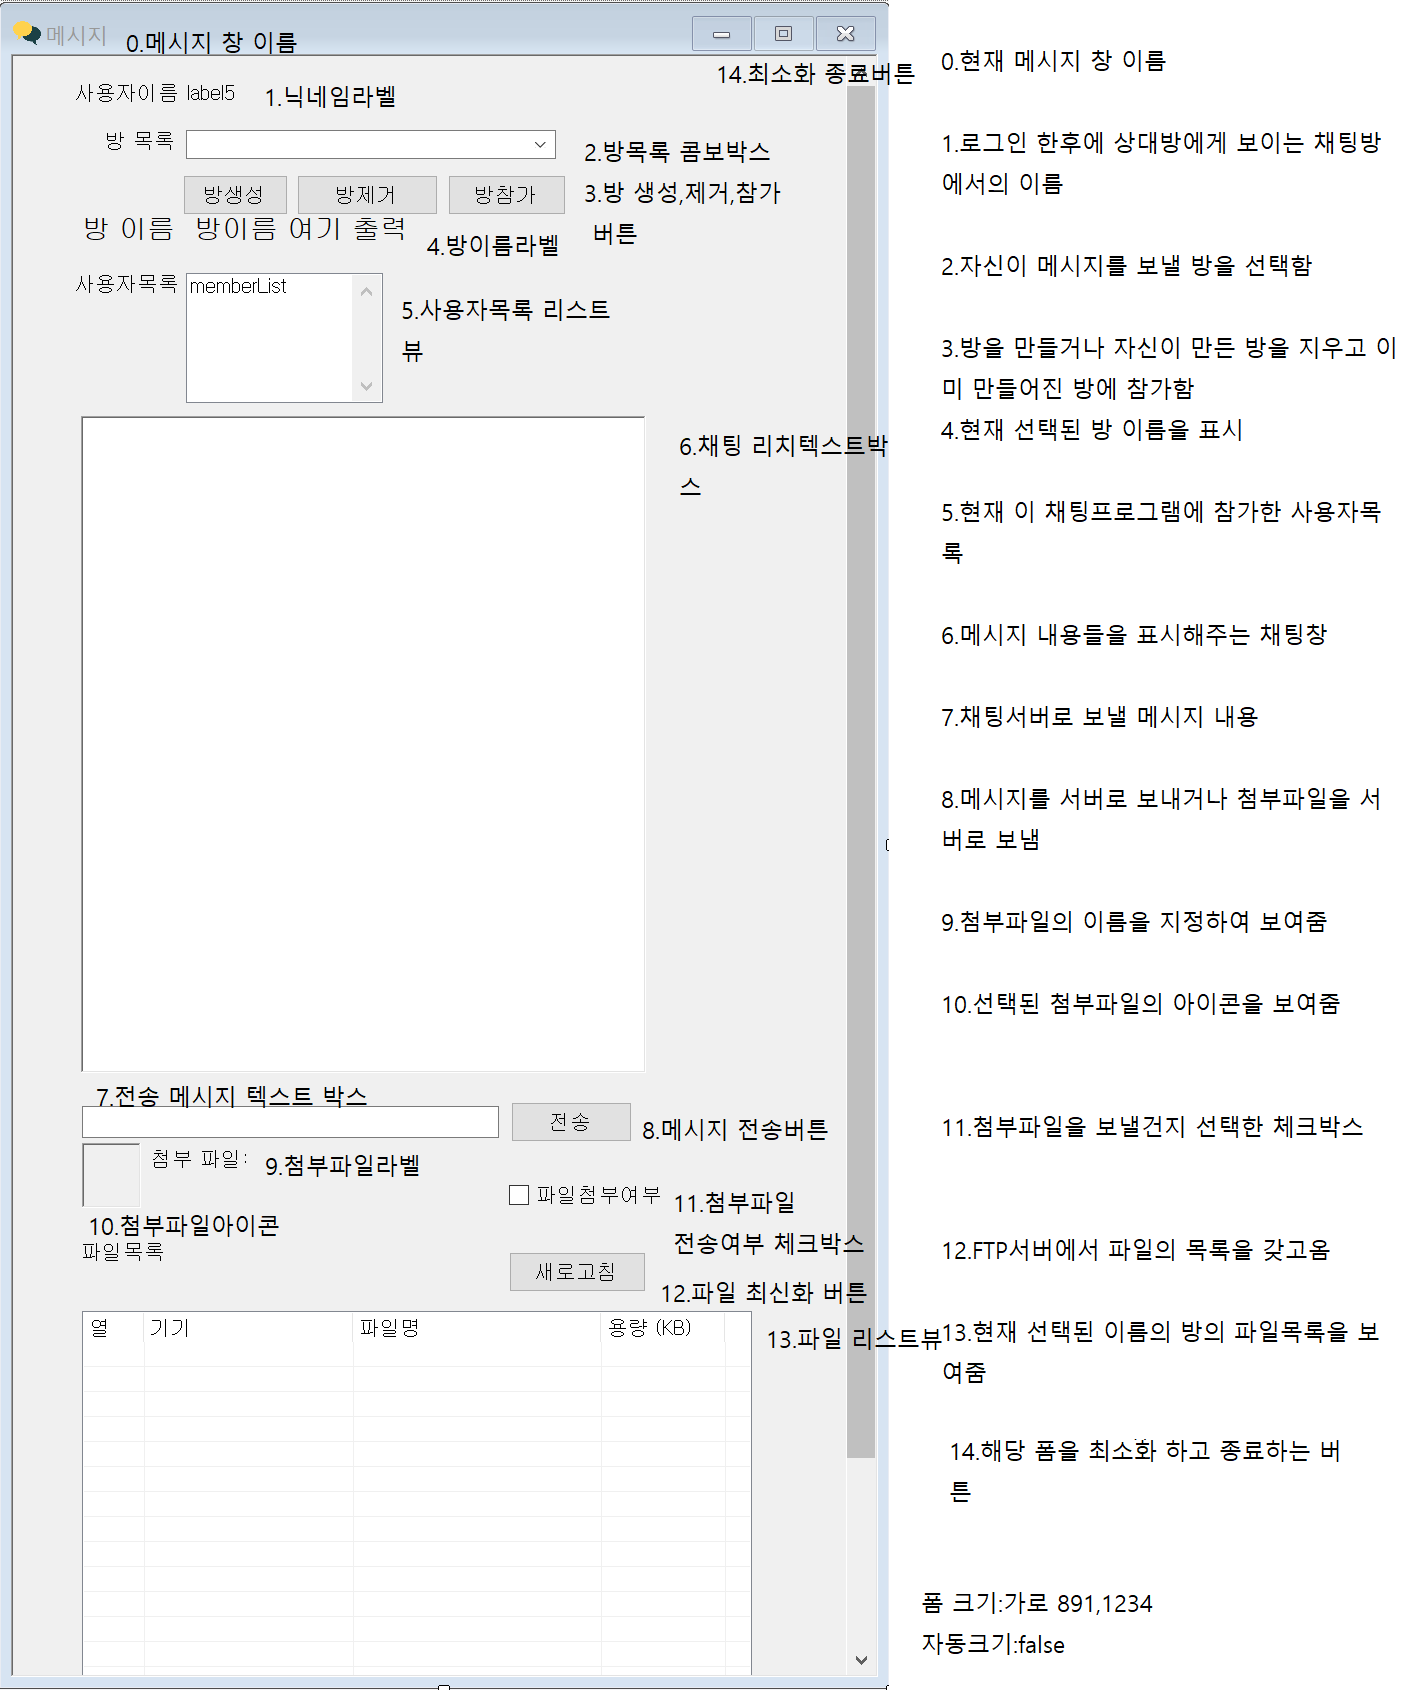 메시지
0.메시지 창 이름
14.최소화 종료버튼
사용자이름 label5
1.닉네임라벨
방 목록
2.방목록 콤보박스
방생성
방제거
방참가
3.방 생성,제거,참가
버튼
방 이름 방이름 여기 출력
4.방이름라벨
사용자목록
memberList
5.사용자목록 리스트
뷰
6.채팅 리치텍스트박
스
7.전송 메시지 텍스트 박스
전송
8.메시지 전송버튼
첨부 파일:
9.첨부파일라벨
파일첨부여부
11.첨부파일
전송여부 체크박스
10.첨부파일아이콘
파일목록
새로고침
12.파일 최신화 버튼
열
기기
파일명
용량 (KB)
13.파일 리스트뷰
0.현재 메시지 창 이름
1.로그인 한후에 상대방에게 보이는 채팅방
에서의 이름
2.자신이 메시지를 보낼 방을 선택함
3.방을 만들거나 자신이 만든 방을 지우고 이
미 만들어진 방에 참가함
4.현재 선택된 방 이름을 표시
5.현재 이 채팅프로그램에 참가한 사용자목
록
6.메시지 내용들을 표시해주는 채팅창
7.채팅서버로 보낼 메시지 내용
8.메시지를 서버로 보내거나 첨부파일을 서
버로 보냄
9.첨부파일의 이름을 지정하여 보여줌
10.선택된 첨부파일의 아이콘을 보여줌
11.첨부파일을 보낼건지 선택한 체크박스
12.FTP서버에서 파일의 목록을 갖고옴
13.현재 선택된 이름의 방의 파일목록을 보
여줌
14.해당 폼을 최소화 하고 종료하는 버
튼
폼 크기:가로 891,1234
자동크기:false